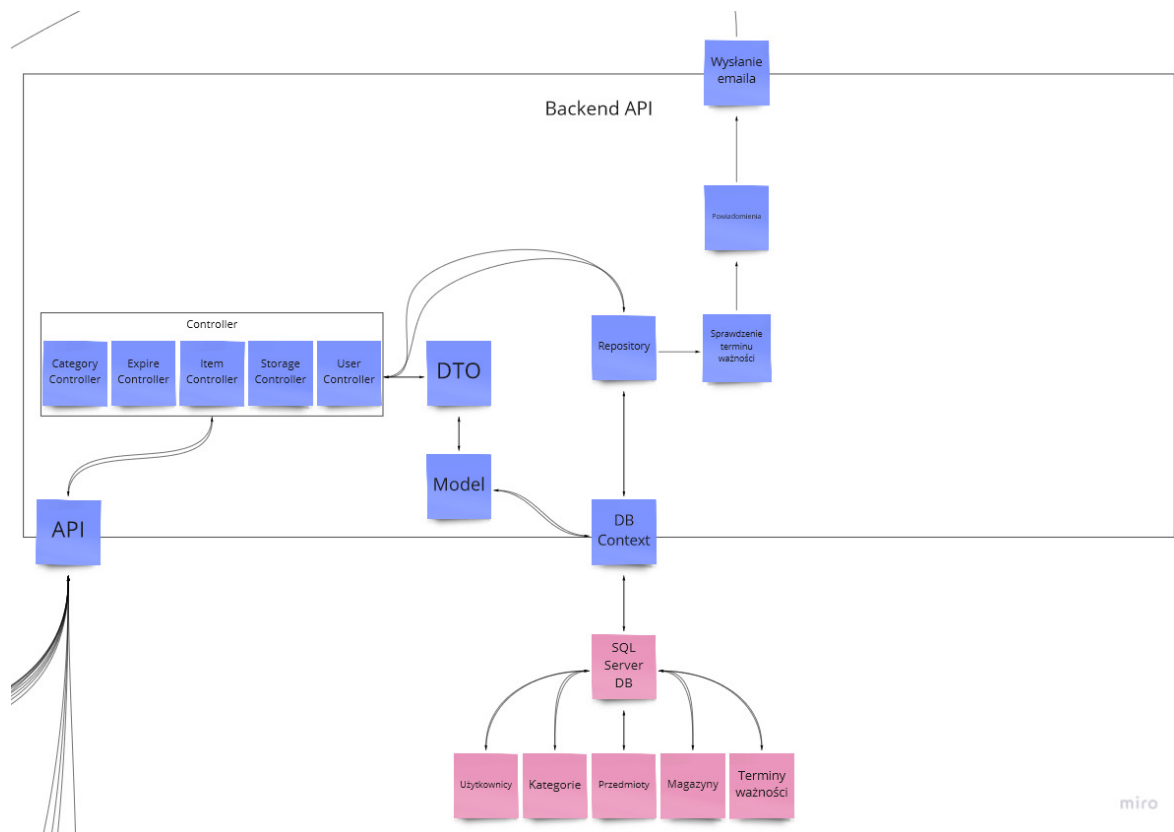 Wysłanie
emaila
Backend API
Powiadomienia
Controller
Category
Controller
Expire
Controller
Item
Controller
Storage
Controller
User
Controller
DTO
Repository
Sprawdzenie
terminu
ważności
Model
API
DB
Context
SQL
Server
DB
Użytkownicy
Kategorie
Przedmioty
Magazyny
Terminy
ważności
miro